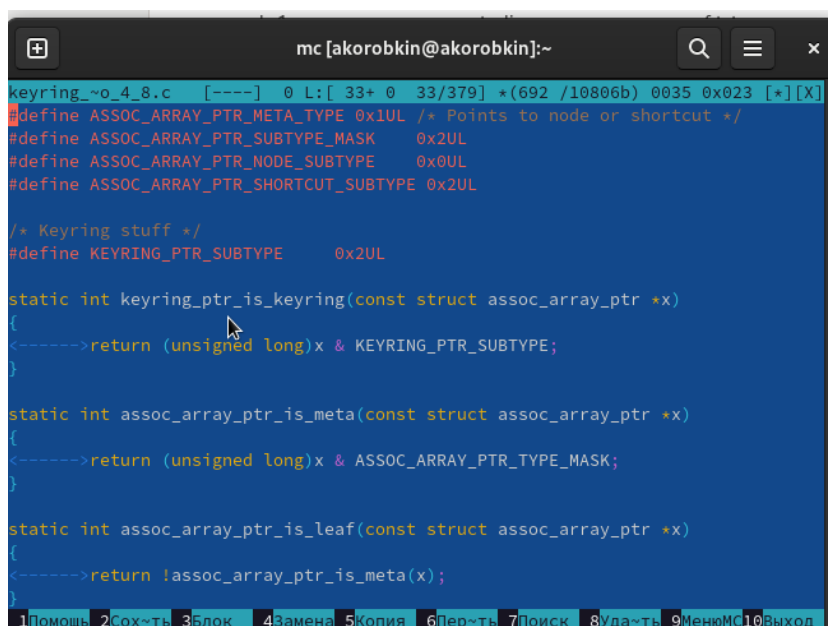 mc [akorobkin@akorobkin]:~
keyring_~o_4_8.c [----] 0 L:[ 33+ 0 33/379] *(692 /10806b) 0035 0x023 [*][X]
#define ASSOC_ARRAY_PTR_META_TYPE 0x1UL /* Points to node or shortcut */
#define ASSOC_ARRAY_PTR_SUBTYPE_MASK 0x2UL
#define ASSOC_ARRAY_PTR_NODE_SUBTYPE 0x0UL
#define ASSOC_ARRAY_PTR_SHORTCUT_SUBTYPE 0x2UL
/* Keyring stuff */
#define KEYRING_PTR_SUBTYPE 0x2UL
static int keyring_ptr_is_keyring(const struct assoc_array_ptr *x)
{
<------>return (unsigned long)x & KEYRING_PTR_SUBTYPE;
}
static int assoc_array_ptr_is_meta(const struct assoc_array_ptr *x)
{
<------>return (unsigned long)x & ASSOC_ARRAY_PTR_TYPE_MASK;
}
static int assoc_array_ptr_is_leaf(const struct assoc_array_ptr *x)
{
<------>return !assoc_array_ptr_is_meta(x);
}
1Помощь 2Сох~ть 3Блок 4Замена 5Копия 6Пер~ть 7Поиск 8Уда~ть 9МенюMC 10Выход